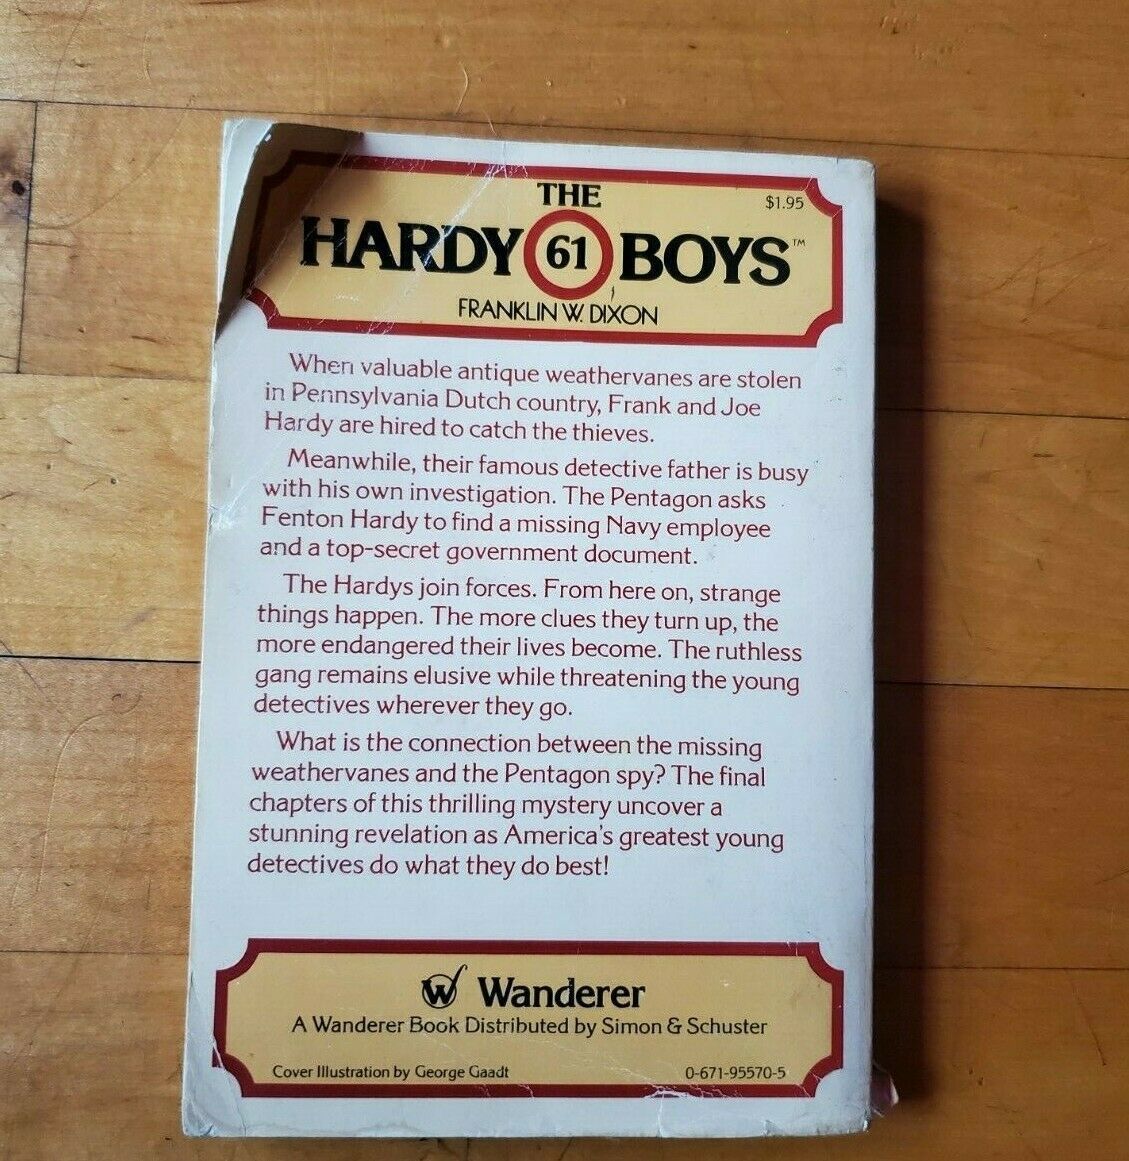 THE
$1.95
HARDY 61 BOYS™
FRANKLIN W. DIXON
When valuable antique weathervanes are stolen
in Pennsylvania Dutch country, Frank and Joe
Hardy are hired to catch the thieves.
Meanwhile, their famous detective father is busy
with his own investigation. The Pentagon asks
Fenton Hardy to find a missing Navy employee
and a top-secret government document.
The Hardys join forces. From here on, strange
things happen. The more clues they turn up, the
more endangered their lives become. The ruthless
gang remains elusive while threatening the young
detectives wherever they go.
What is the connection between the missing
weathervanes and the Pentagon spy? The final
chapters of this thrilling mystery uncover a
stunning revelation as America's greatest young
detectives do what they do best!
W Wanderer
A Wanderer Book Distributed by Simon & Schuster
Cover Illustration by George Gaadt
0-671-95570-5